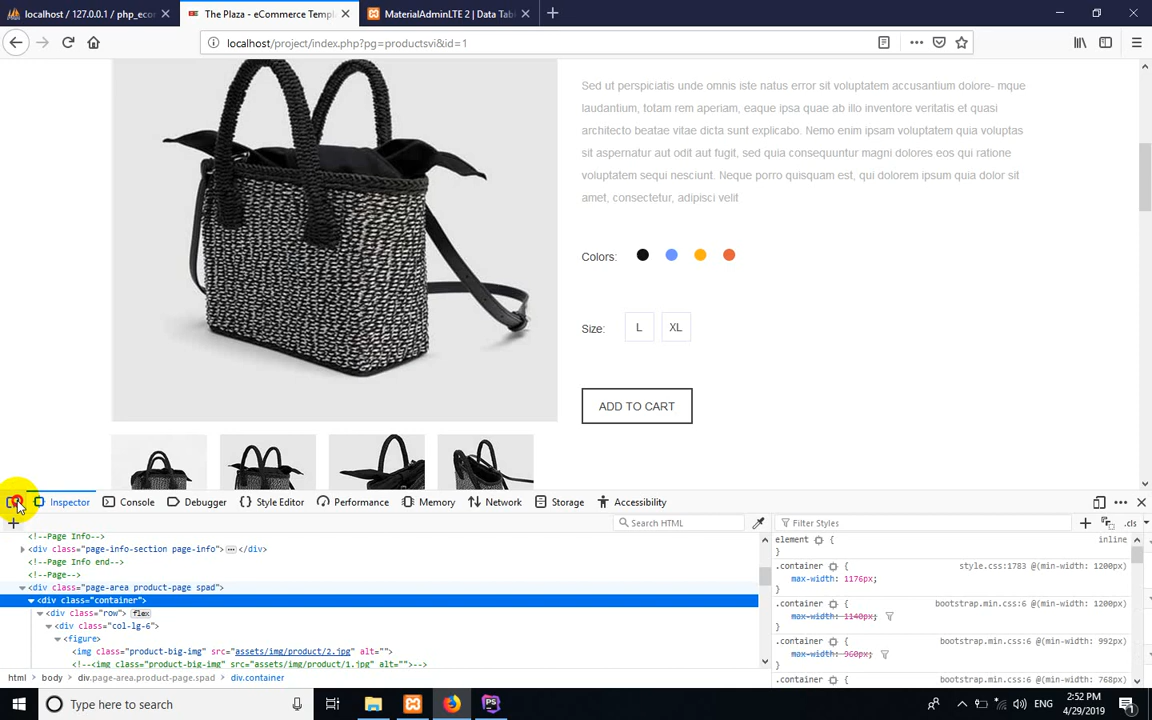 localhost / 127.0.0.1 / php_eco
The Plaza - eCommerce Templ
MaterialAdminLTE 2 | Data Tab
localhost/project/index.php?pg=productsvi&id=1
Sed ut perspiciatis unde omnis iste natus error sit voluptatem accusantium dolore- mque
laudantium, totam rem aperiam, eaque ipsa quae ab illo inventore veritatis et quasi
architecto beatae vitae dicta sunt explicabo. Nemo enim ipsam voluptatem quia voluptas
sit aspernatur aut odit aut fugit, sed quia consequuntur magni dolores eos qui ratione
voluptatem sequi nesciunt. Neque porro quisquam est, qui dolorem ipsum quia dolor sit
amet, consectetur, adipisci velit
Colors:
Size: L XL
ADD TO CART
Inspector Console Debugger Style Editor Performance Memory Network Storage Accessibility
Search HTML
Filter Styles
.cls
<!--Page Info-->
<div class="page-info-section page-info"> </div>
<!--Page Info end-->
<!--Page-->
<div class="page-area product-page spad">
<div class="container">
<div class="row"> flex
<div class="col-lg-6">
<figure>
<img class="product-big-img" src="assets/img/product/2.jpg" alt="">
<!--<img class="product-big-img" src="assets/img/product/1.jpg" alt="">-->
element { inline
}
.container { style.css:1783 @(min-width: 1200px)
max-width: 1176px;
}
.container { bootstrap.min.css:6 @(min-width: 1200px)
max-width: 1140px;
}
.container { bootstrap.min.css:6 @(min-width: 992px)
max-width: 960px;
}
.container { bootstrap.min.css:6 @(min-width: 768px)
html body div.page-area.product-page.spad div.container
Type here to search
ENG
2:52 PM
4/29/2019
1